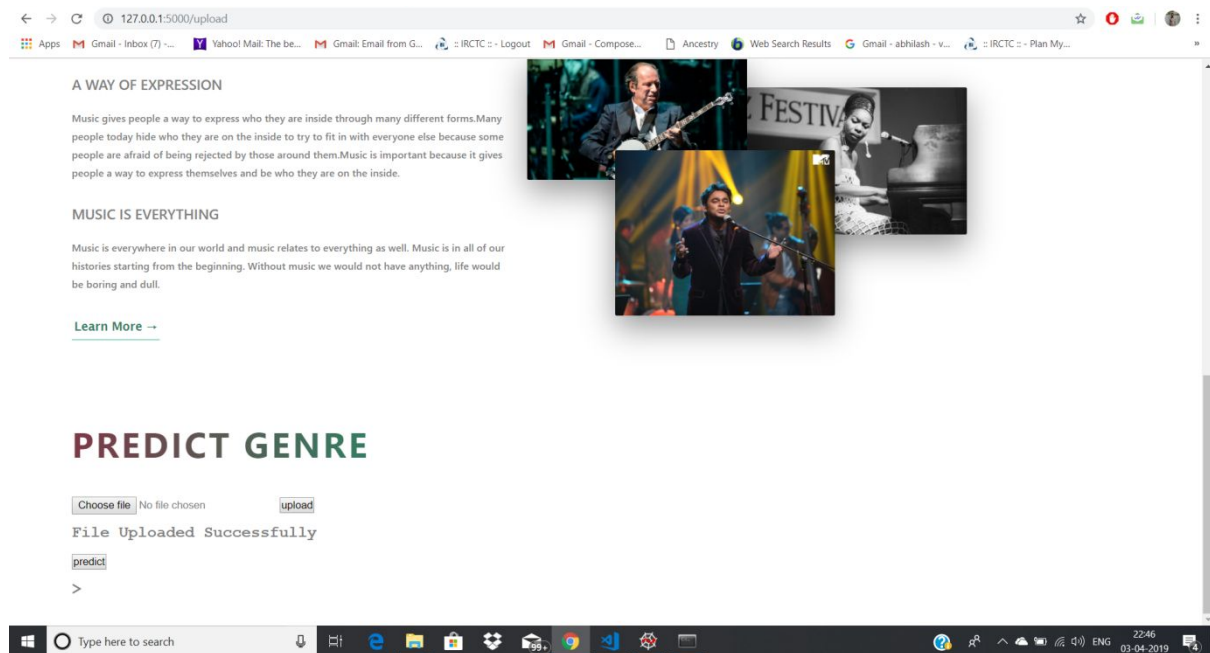 127.0.0.1:5000/upload
Apps
Gmail - Inbox (7) -...
Yahoo! Mail: The be...
Gmail: Email from G...
:: IRCTC :: - Logout
Gmail - Compose...
Ancestry
Web Search Results
Gmail - abhilash - v...
:: IRCTC :: - Plan My...
»
A WAY OF EXPRESSION
Music gives people a way to express who they are inside through many different forms.Many
people today hide who they are on the inside to try to fit in with everyone else because some
people are afraid of being rejected by those around them.Music is important because it gives
people a way to express themselves and be who they are on the inside.
MUSIC IS EVERYTHING
Music is everywhere in our world and music relates to everything as well. Music is in all of our
histories starting from the beginning. Without music we would not have anything, life would
be boring and dull.
Learn More →
Z FESTIVA
MTV
PREDICT GENRE
Choose file No file chosen upload
File Uploaded Successfully
predict
>
Type here to search
99+
ENG
22:46
03-04-2019
4